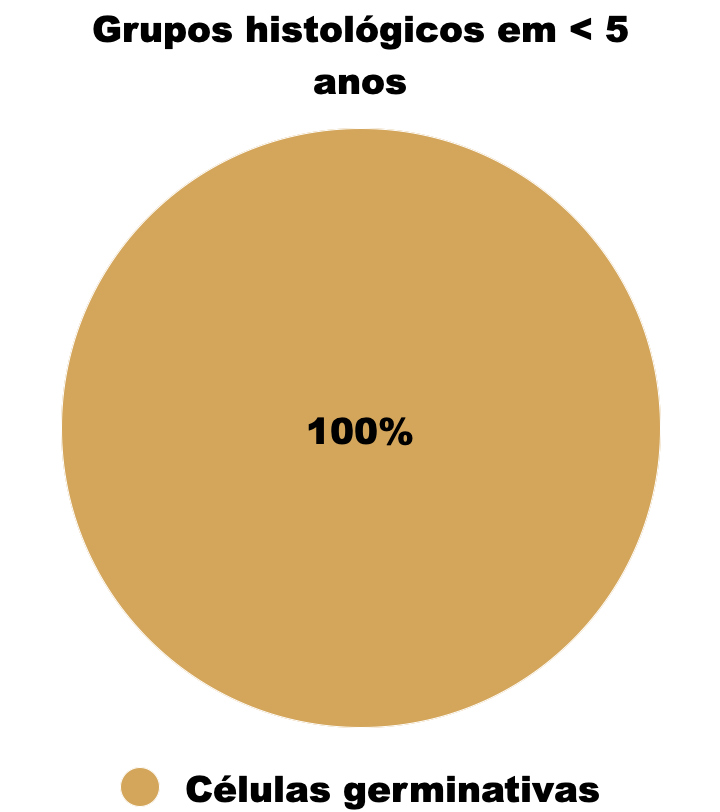 Grupos histológicos em < 5
anos
100%
Células germinativas